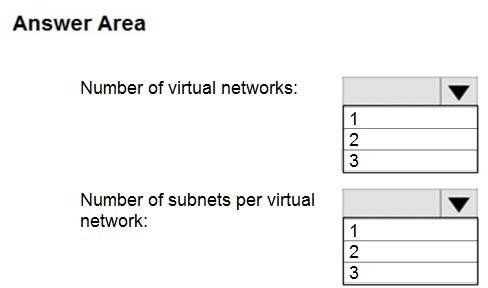 Answer Area
Number of virtual networks:
1
2
3
Number of subnets per virtual
network:
1
2
3